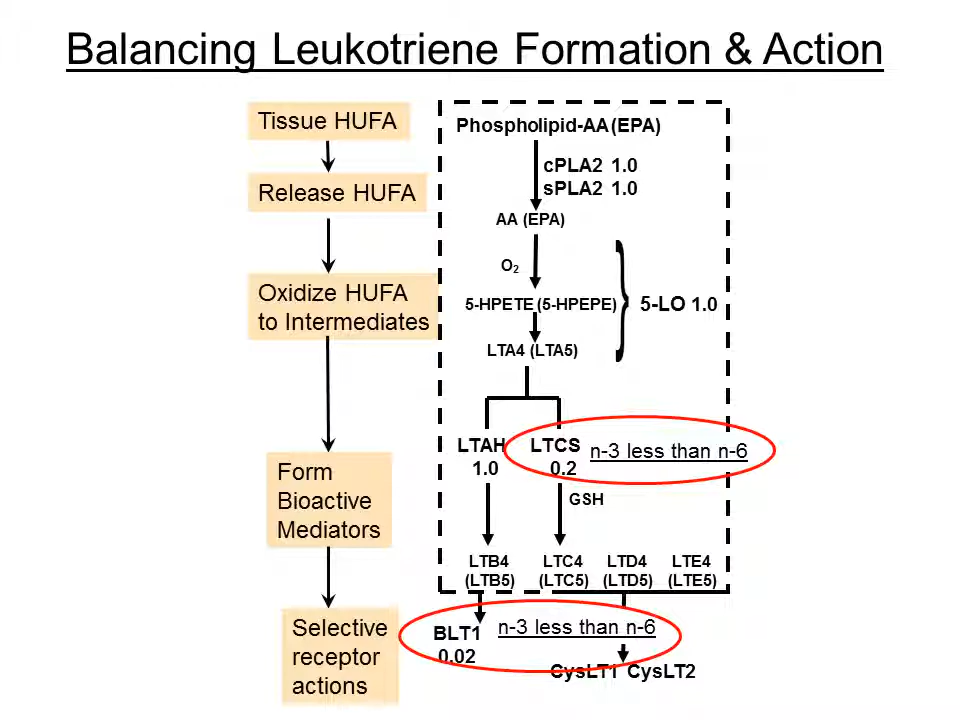 Balancing Leukotriene Formation & Action
Tissue HUFA
Release HUFA
Oxidize HUFA
to Intermediates
Form
Bioactive
Mediators
Selective
receptor
actions
Phospholipid-AA (EPA)
cPLA2 1.0
sPLA2 1.0
AA (EPA)
O₂
5-HPETE (5-HPEPE)
5-LO 1.0
LTA4 (LTA5)
LTAH LTCS n-3 less than n-6
1.0 0.2
GSH
LTB4 LTC4 LTD4 LTE4
(LTB5) (LTC5) (LTD5) (LTE5)
BLT1 n-3 less than n-6
0.02
CysLT1 CysLT2